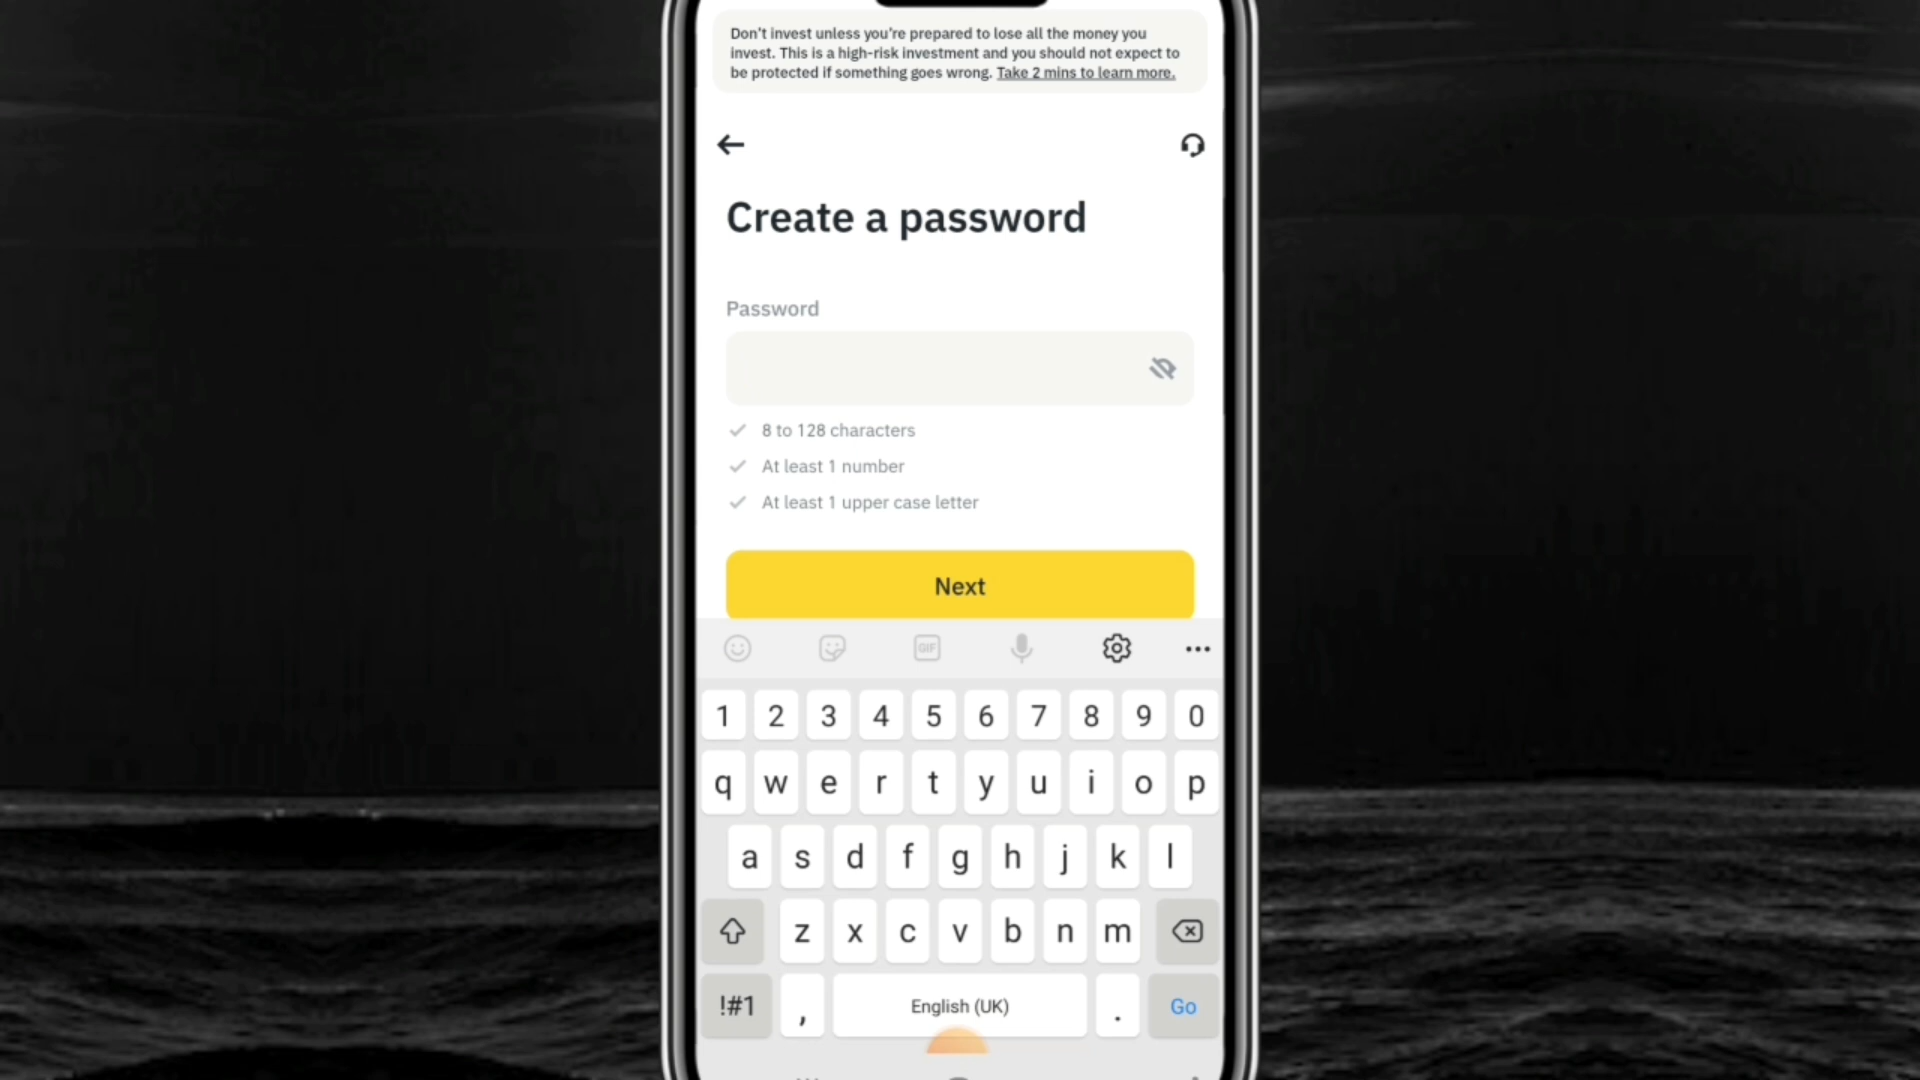 Don't invest unless you're prepared to lose all the money you
invest. This is a high-risk investment and you should not expect to
be protected if something goes wrong. Take 2 mins to learn more.
Create a password
Password
8 to 128 characters
At least 1 number
At least 1 upper case letter
Next
GIF
1 2 3 4 5 6 7 8 9 0
q w e r t y u i o p
a s d f g h j k l
z x c v b n m
!#1 , English (UK) . Go